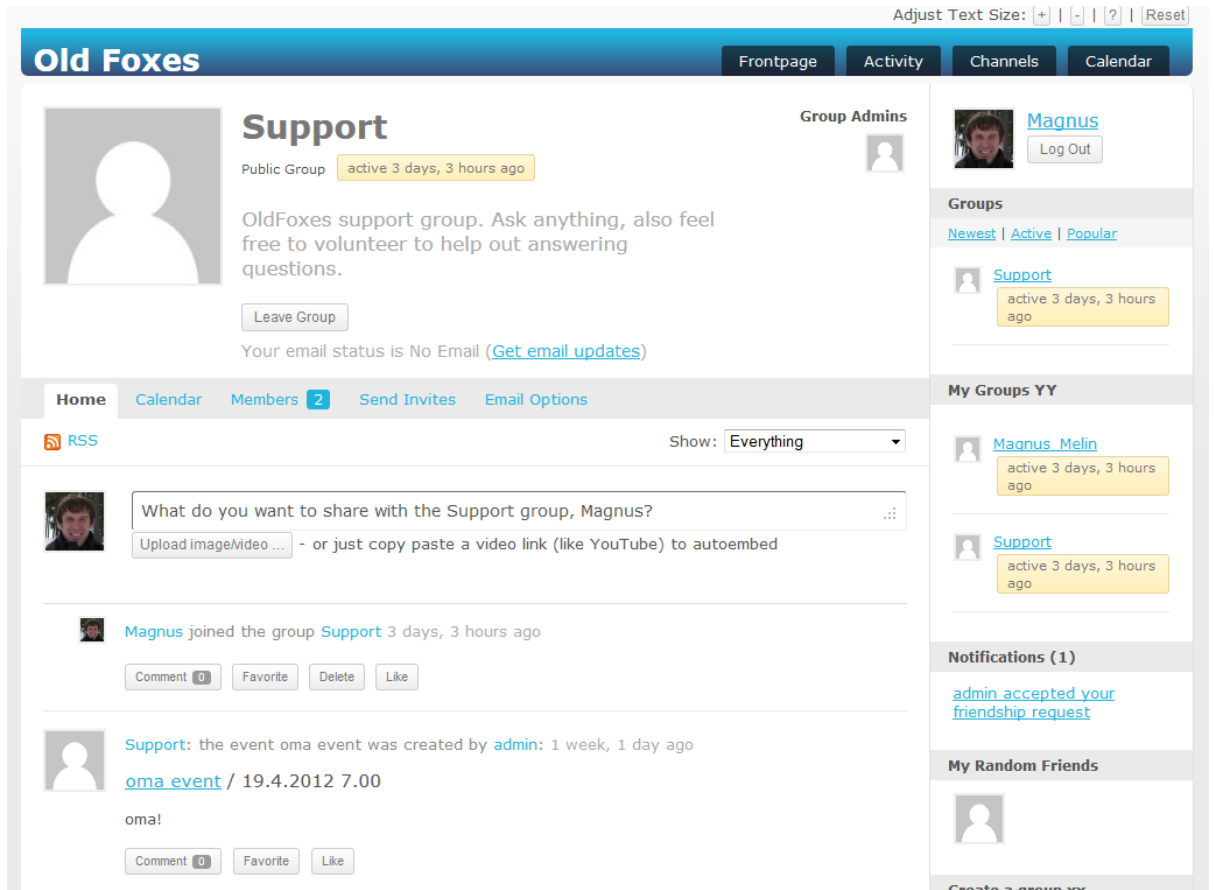 Adjust Text Size: + | - | ? | Reset
Old Foxes
Frontpage
Activity
Channels
Calendar
Support
Public Group active 3 days, 3 hours ago
OldFoxes support group. Ask anything, also feel
free to volunteer to help out answering
questions.
Leave Group
Your email status is No Email (Get email updates)
Group Admins
Home Calendar Members 2 Send Invites Email Options
RSS
Show: Everything
What do you want to share with the Support group, Magnus?
Upload image/video ... - or just copy paste a video link (like YouTube) to autoembed
Magnus joined the group Support 3 days, 3 hours ago
Comment 0 Favorite Delete Like
Support: the event oma event was created by admin: 1 week, 1 day ago
oma event / 19.4.2012 7.00
oma!
Comment 0 Favorite Like
Magnus
Log Out
Groups
Newest | Active | Popular
Support
active 3 days, 3 hours
ago
My Groups YY
Magnus Melin
active 3 days, 3 hours
ago
Support
active 3 days, 3 hours
ago
Notifications (1)
admin accepted your
friendship request
My Random Friends
Create a group xx